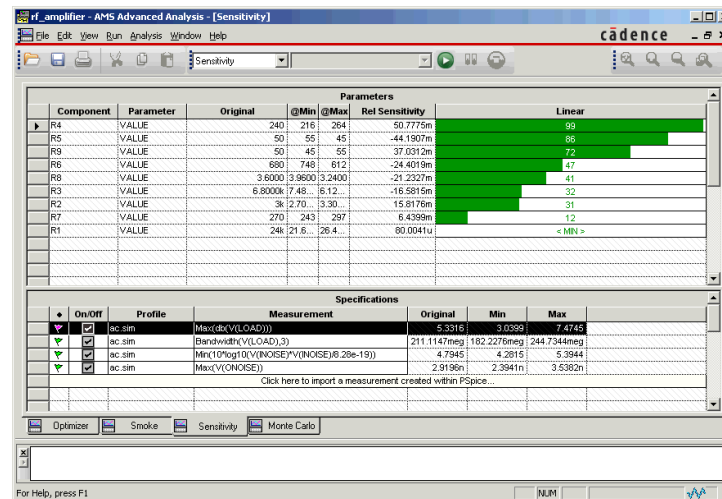 rf_amplifier - AMS Advanced Analysis - [Sensitivity]
File Edit View Run Analysis Window Help
cādence
Sensitivity
Parameters
Component Parameter Original @Min @Max Rel Sensitivity Linear
R4 VALUE 240 216 264 50.7775m 99
R5 VALUE 50 55 45 -44.1907m 86
R9 VALUE 50 45 55 37.0312m 72
R6 VALUE 680 748 612 -24.4019m 47
R8 VALUE 3.6000 3.9600 3.2400 -21.2327m 41
R3 VALUE 6.8000k 7.48... 6.12... -16.5815m 32
R2 VALUE 3k 2.70... 3.30... 15.8176m 31
R7 VALUE 270 243 297 6.4399m 12
R1 VALUE 24k 21.6... 26.4... 80.0041u < MIN >
Specifications
On/Off Profile Measurement Original Min Max
ac.sim Max(db(V(LOAD))) 5.3316 3.0399 7.4745
ac.sim Bandwidth(V(LOAD),3) 211.1147meg 182.2276meg 244.7344meg
ac.sim Min(10*log10(V(INOISE)*V(INOISE)/8.28e-19)) 4.7945 4.2815 5.3944
ac.sim Max(V(ONOISE)) 2.9196n 2.3941n 3.5382n
Click here to import a measurement created within PSpice...
Optimizer Smoke Sensitivity Monte Carlo
For Help, press F1
NUM